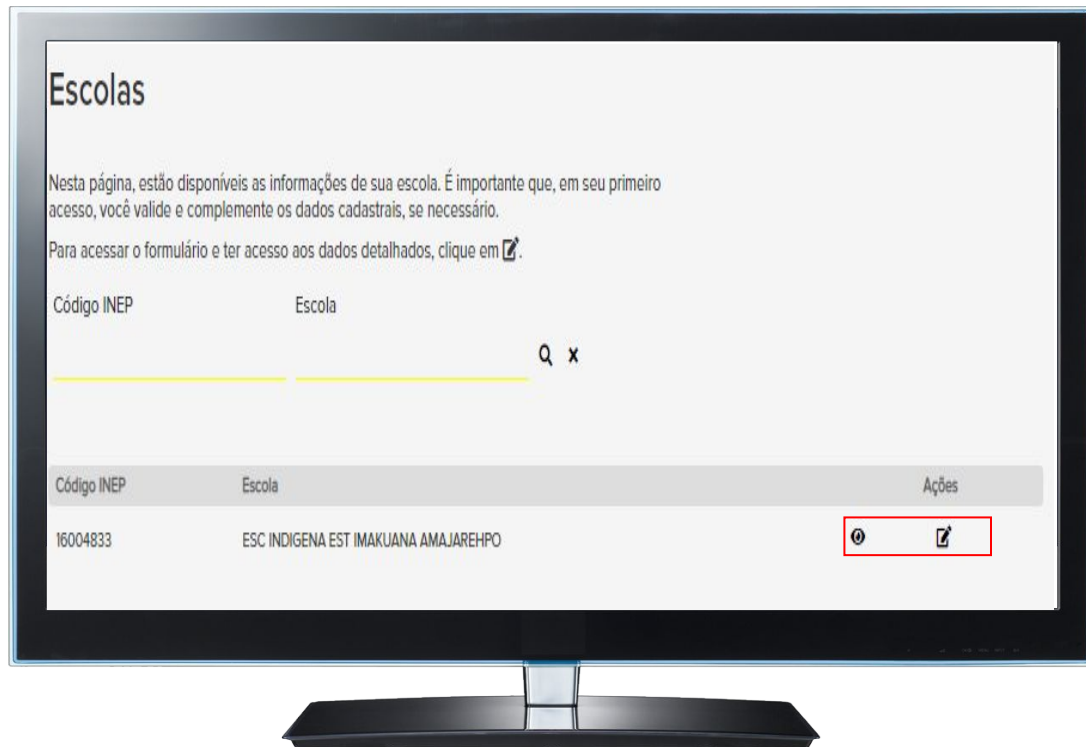 Escolas
Nesta página, estão disponíveis as informações de sua escola. É importante que, em seu primeiro
acesso, você valide e complemente os dados cadastrais, se necessário.
Para acessar o formulário e ter acesso aos dados detalhados, clique em .
Código INEP Escola
Código INEP Escola Ações
16004833 ESC INDIGENA EST IMAKUANA AMAJAREHPO